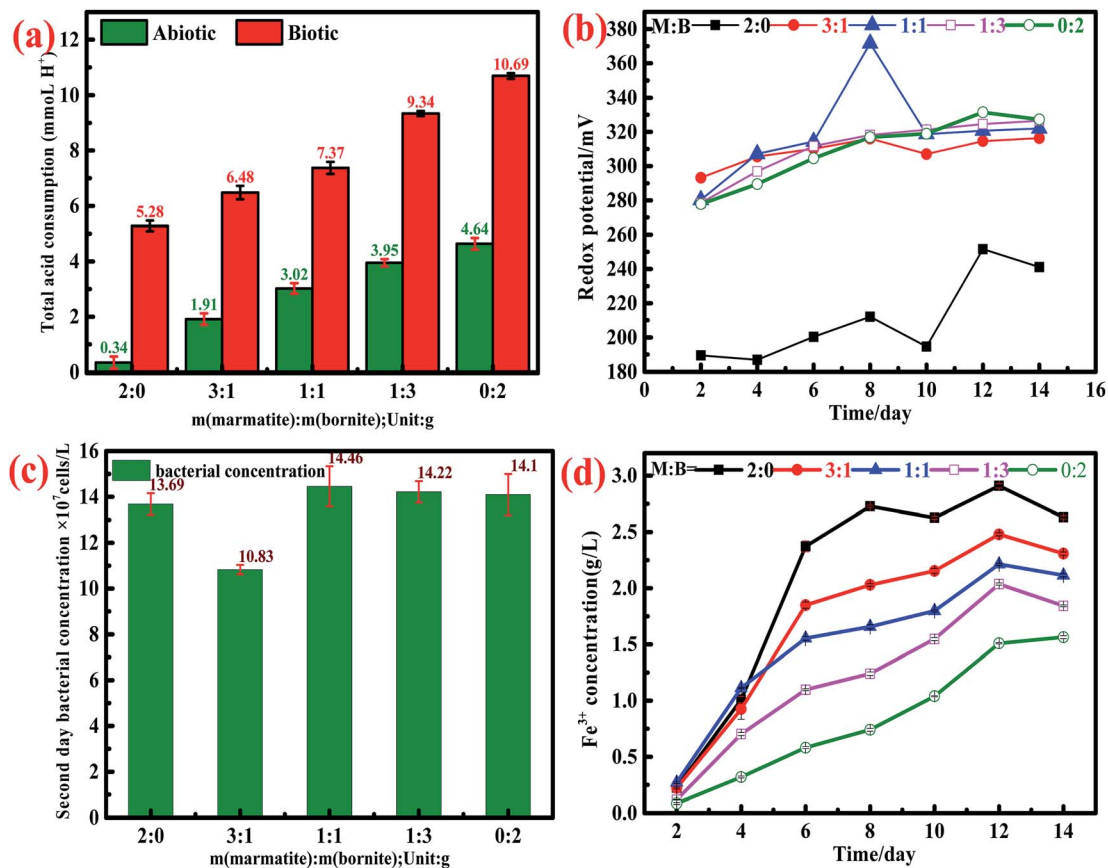 (a)
Abiotic Biotic
Total acid consumption (mmoL H⁺)
12
10
8
6
4
2
0
0.34 5.28 1.91 6.48 3.02 7.37 3.95 9.34 4.64 10.69
2:0 3:1 1:1 1:3 0:2
m(marmatite):m(bornite);Unit:g
(b)
M:B 2:0 3:1 1:1 1:3 0:2
Redox potential/mV
380
360
340
320
300
280
260
240
220
200
180
0 2 4 6 8 10 12 14 16
Time/day
(c)
bacterial concentration
Second day bacterial concentration ×10⁷cells/L
16
14
12
10
8
6
4
2
0
13.69 10.83 14.46 14.22 14.1
2:0 3:1 1:1 1:3 0:2
m(marmatite):m(bornite);Unit:g
(d)
M:B= 2:0 3:1 1:1 1:3 0:2
Fe³⁺ concentration(g/L)
3.0
2.5
2.0
1.5
1.0
0.5
0.0
2 4 6 8 10 12 14
Time/day